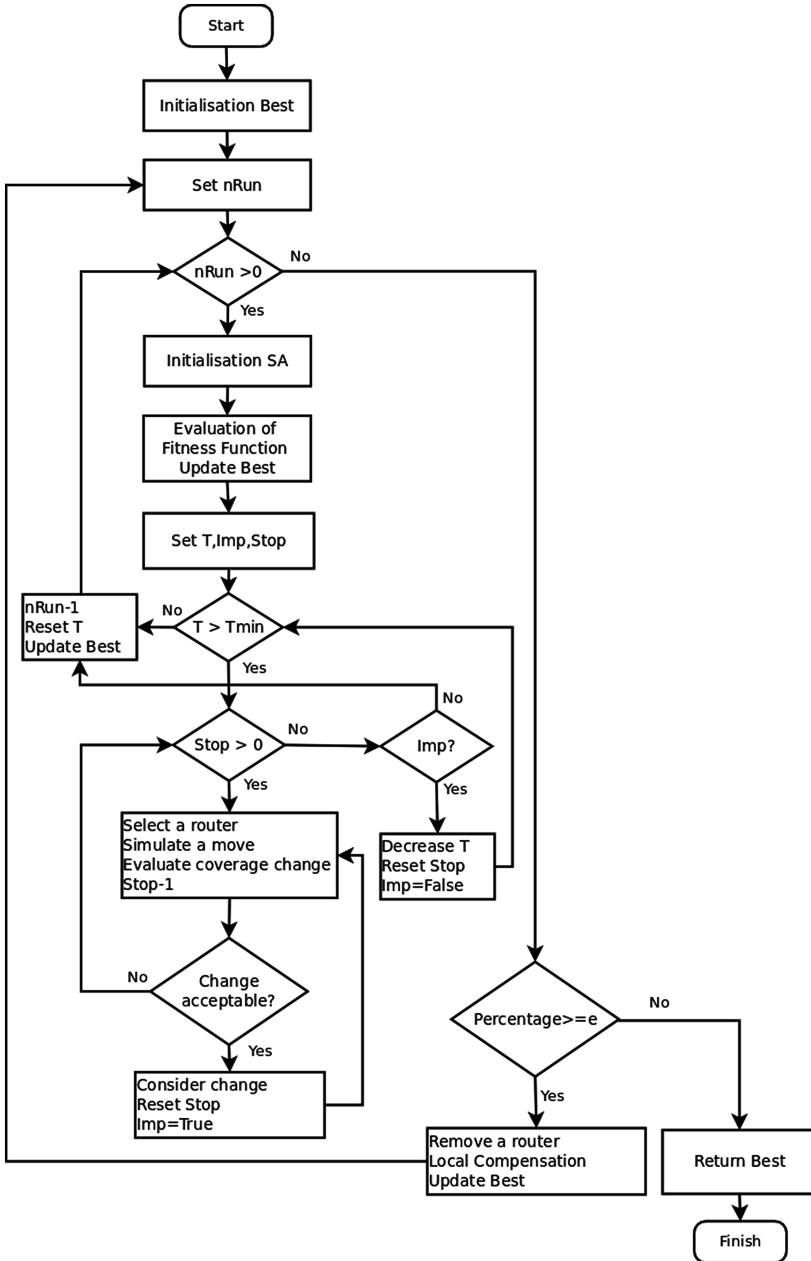 Start
Initialisation Best
Set nRun
nRun >0
No
Yes
Initialisation SA
Evaluation of
Fitness Function
Update Best
Set T,Imp,Stop
T > Tmin
No
Yes
nRun-1
Reset T
Update Best
Stop > 0
No
Yes
Imp?
No
Yes
Decrease T
Reset Stop
Imp=False
Select a router
Simulate a move
Evaluate coverage change
Stop-1
Change
acceptable?
No
Yes
Consider change
Reset Stop
Imp=True
Percentage>=e
No
Yes
Remove a router
Local Compensation
Update Best
Return Best
Finish